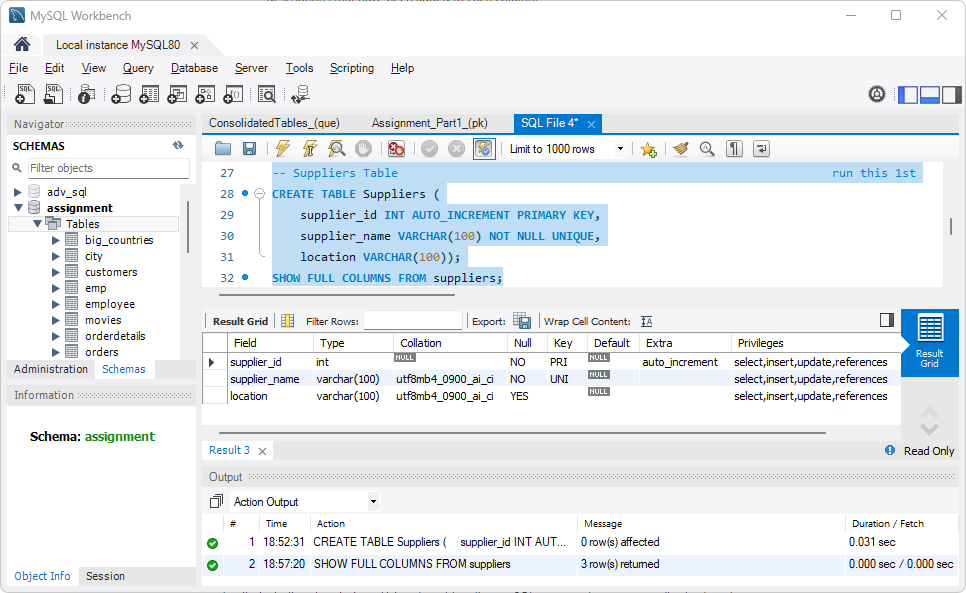 MySQL Workbench
Local instance MySQL80
File Edit View Query Database Server Tools Scripting Help
Navigator
SCHEMAS
Filter objects
adv_sql
assignment
Tables
big_countries
city
customers
emp
employee
movies
orderdetails
orders
Administration Schemas
Information
Schema: assignment
Object Info Session
ConsolidatedTables_(que) Assignment_Part1_(pk) SQL File 4*
Limit to 1000 rows
27 -- Suppliers Table run this 1st
28 CREATE TABLE Suppliers (
29 supplier_id INT AUTO_INCREMENT PRIMARY KEY,
30 supplier_name VARCHAR(100) NOT NULL UNIQUE,
31 location VARCHAR(100));
32 SHOW FULL COLUMNS FROM suppliers;
Result Grid Filter Rows: Export: Wrap Cell Content:
Field Type Collation Null Key Default Extra Privileges
supplier_id int NULL NO PRI NULL auto_increment select,insert,update,references
supplier_name varchar(100) utf8mb4_0900_ai_ci NO UNI NULL select,insert,update,references
location varchar(100) utf8mb4_0900_ai_ci YES NULL select,insert,update,references
Result
Grid
Result 3 Read Only
Output
Action Output
# Time Action Message Duration / Fetch
1 18:52:31 CREATE TABLE Suppliers ( supplier_id INT AUT... 0 row(s) affected 0.031 sec
2 18:57:20 SHOW FULL COLUMNS FROM suppliers 3 row(s) returned 0.000 sec / 0.000 sec